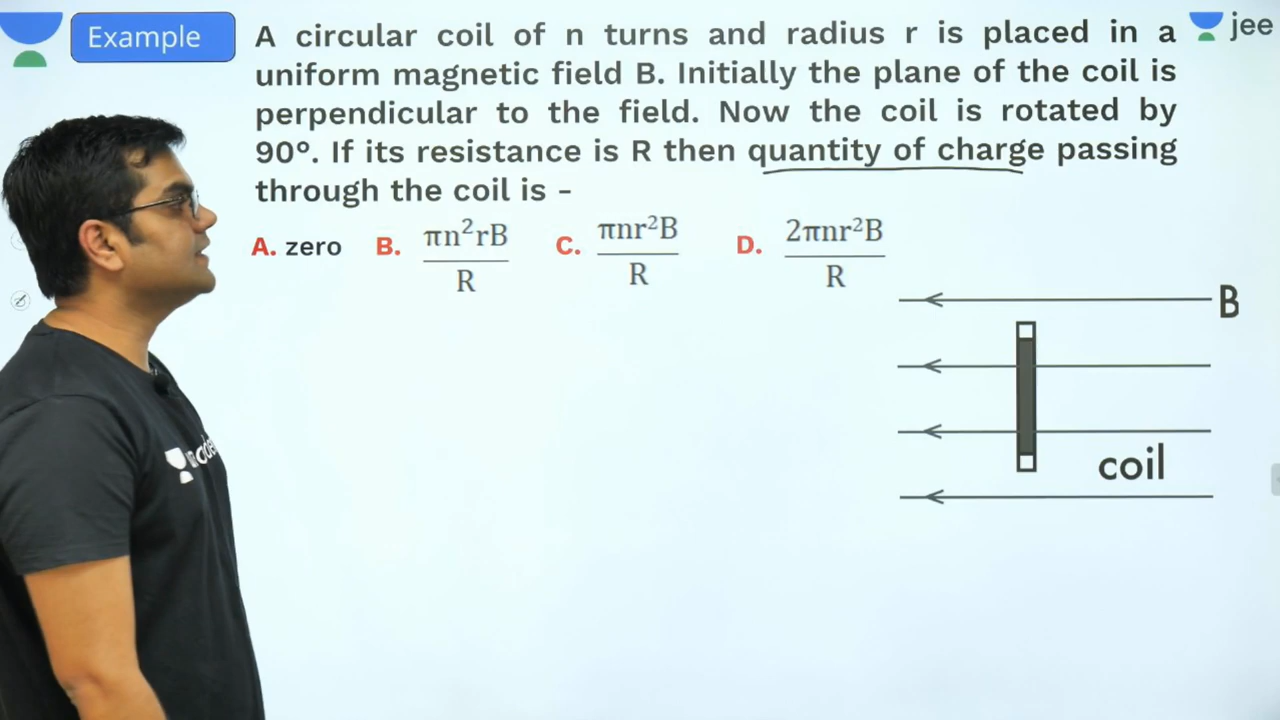 Example
A circular coil of n turns and radius r is placed in a
uniform magnetic field B. Initially the plane of the coil is
perpendicular to the field. Now the coil is rotated by
90°. If its resistance is R then quantity of charge passing
through the coil is -
A. zero B. πn²rB/R C. πnr²B/R D. 2πnr²B/R
jee
B
coil